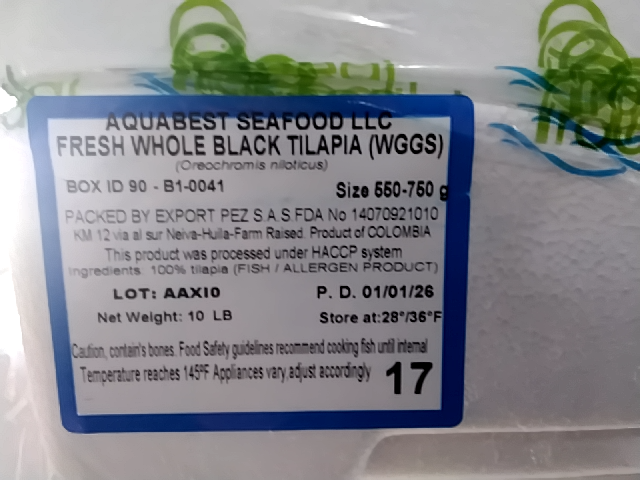 AQUABEST SEAFOOD LLC
FRESH WHOLE BLACK TILAPIA (WGGS)
(Oreochromis niloticus)
BOX ID 90 - B1-0041 Size 550-750 g
PACKED BY EXPORT PEZ S.A.S.FDA No 14070921010
KM 12 via al sur Neiva-Huila-Farm Raised. Product of COLOMBIA
This product was processed under HACCP system
Ingredients: 100% tilapia (FISH / ALLERGEN PRODUCT)
LOT: AAXI0 P. D. 01/01/26
Net Weight: 10 LB Store at:28°/36°F
Caution, contain's bones. Food Safety guidelines recommend cooking fish until internal
Temperature reaches 145ºF Appliances vary,adjust accordingly 17